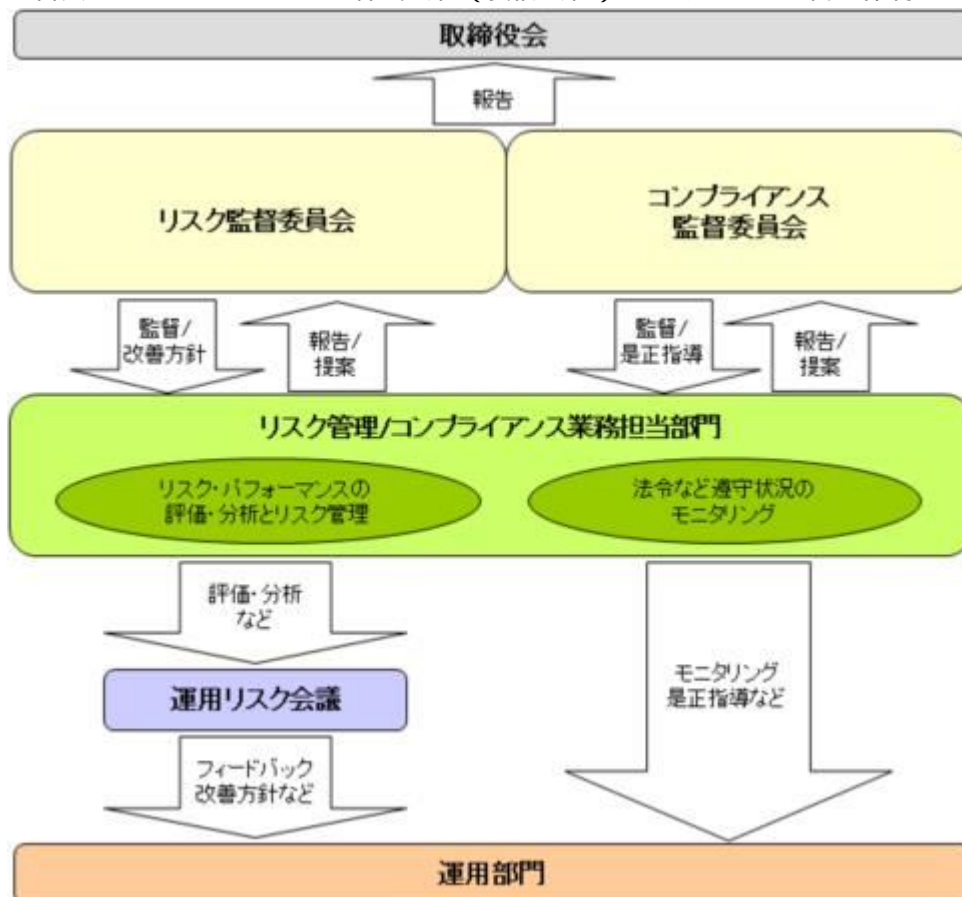 取締役会
報告
リスク監督委員会
コンプライアンス
監督委員会
監督/
改善方針
報告/
提案
監督/
是正指導
報告/
提案
リスク管理/コンプライアンス業務担当部門
リスク・パフォーマンスの
評価・分析とリスク管理
法令など遵守状況の
モニタリング
評価・分析
など
運用リスク会議
モニタリング
是正指導など
フィードバック
改善方針など
運用部門